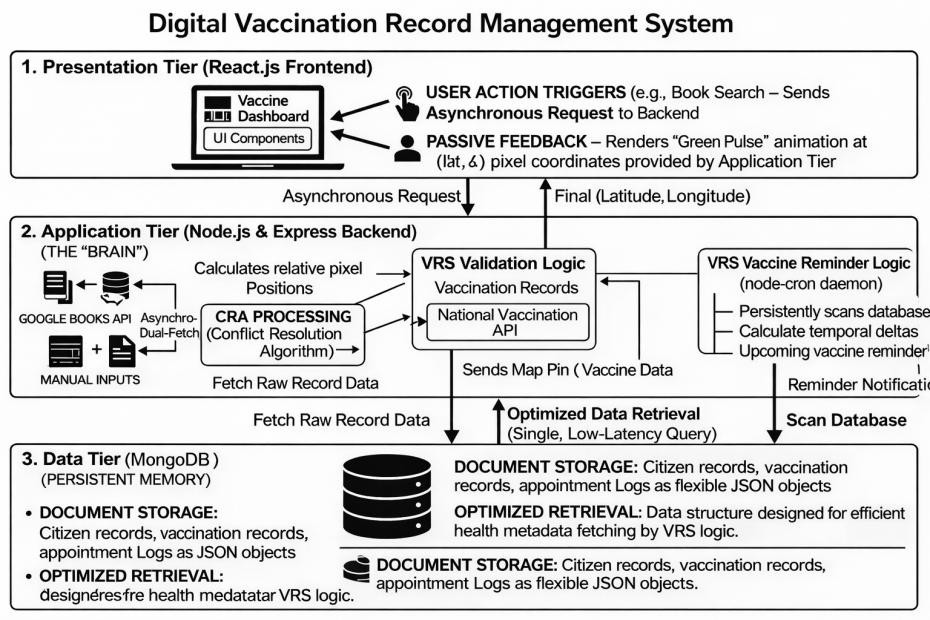 Digital Vaccination Record Management System
1. Presentation Tier (React.js Frontend)
Vaccine
Dashboard
UI Components
USER ACTION TRIGGERS (e.g., Book Search – Sends
Asynchronous Request to Backend
PASSIVE FEEDBACK – Renders "Green Pulse" animation at
pixel coordinates provided by Application Tier
Asynchronous Request
Final (Latitude, Longitude)
2. Application Tier (Node.js & Express Backend)
(THE "BRAIN")
GOOGLE BOOKS API
Asynchro-
Dual-Fetch
+
MANUAL INPUTS
Calculates relative pixel
Positions
CRA PROCESSING
(Conflict Resolution
Algorithm)
Fetch Raw Record Data
VRS Validation Logic
Vaccination Records
National Vaccination
API
Sends Map Pin ( Vaccine Data
VRS Vaccine Reminder Logic
(node-cron daemon)
Persistently scans database
Calculate temporal deltas
Upcoming vaccine reminder
Reminder Notificatio
Fetch Raw Record Data
Optimized Data Retrieval
(Single, Low-Latency Query)
Scan Database
3. Data Tier (MongoDB )
(PERSISTENT MEMORY)
• DOCUMENT STORAGE:
Citizen records, vaccination records,
appointment Logs as JSON objects
• OPTIMIZED RETRIEVAL:
health VRS logic.
DOCUMENT STORAGE: Citizen records, vaccination
records, appointment Logs as flexible JSON objects
OPTIMIZED RETRIEVAL: Data structure designed for efficient
health metadata fetching by VRS logic.
DOCUMENT STORAGE: Citizen records, vaccination records,
appointment Logs as flexible JSON objects.